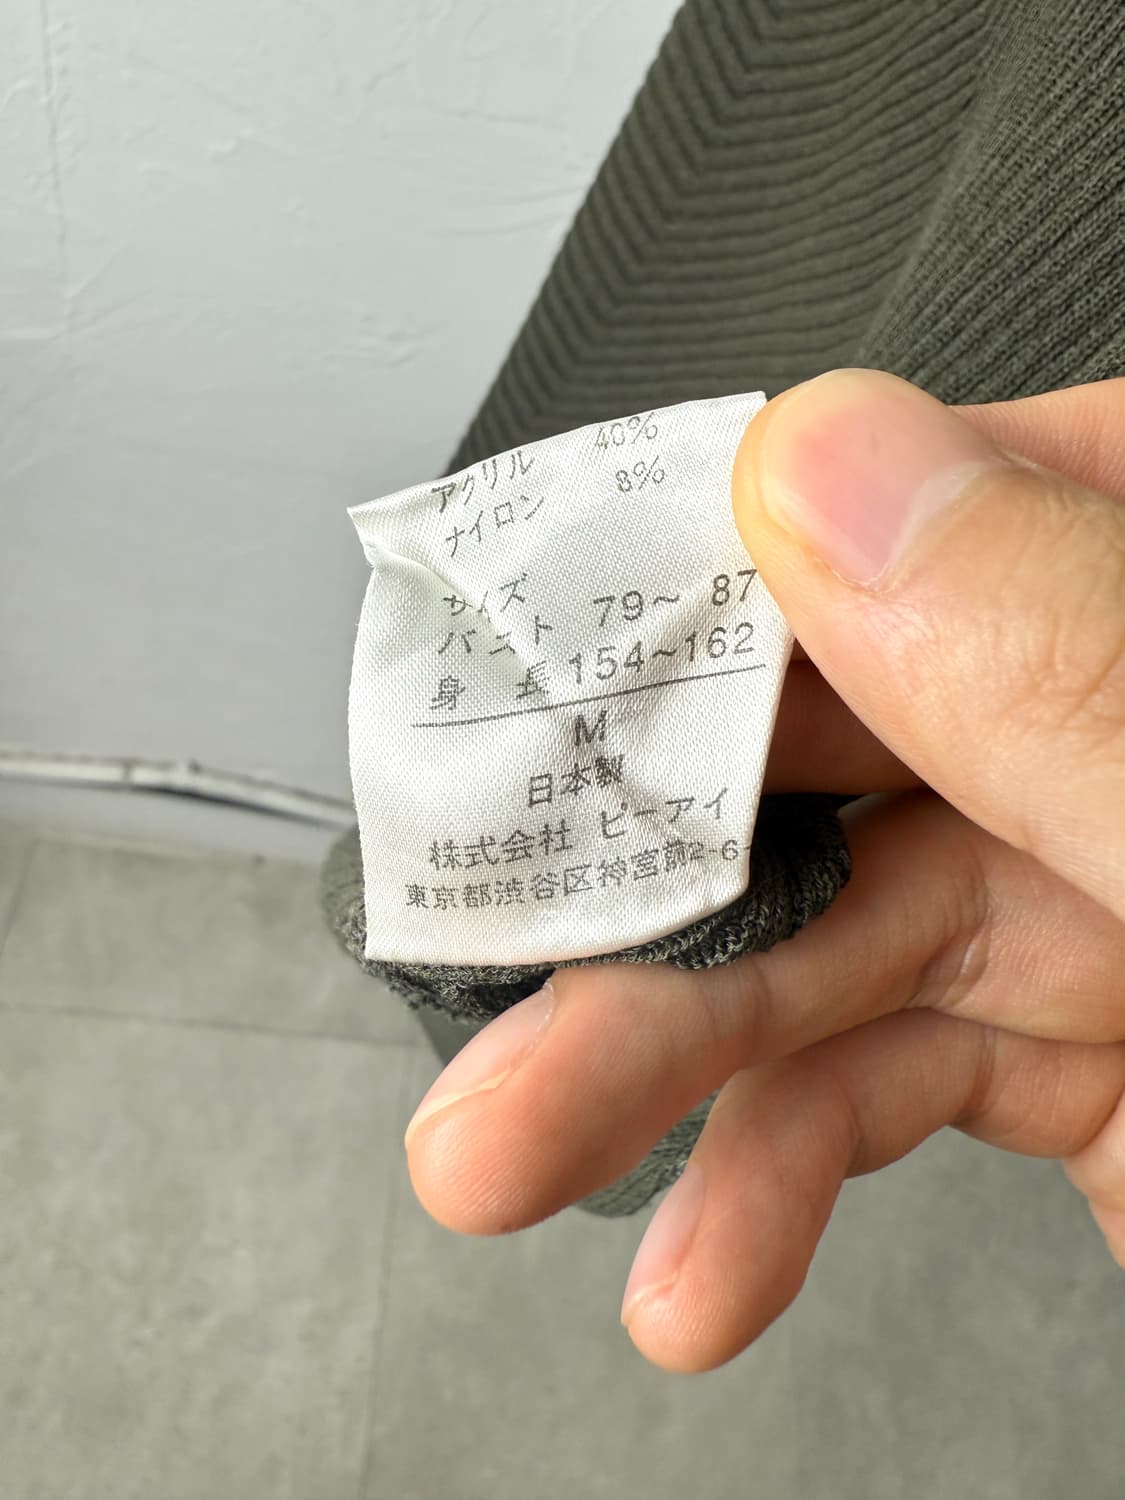 アクリル 40%
ナイロン 8%
サイズ
バスト 79~ 87
身 長 154~162
M
日本製
株式会社 ピーアイ
東京都渋谷区神宮前2-6-